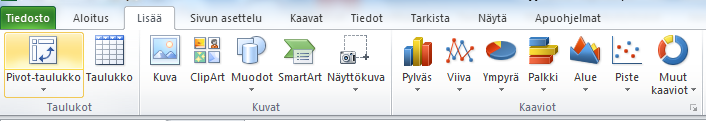 Tiedosto Aloitus Lisää Sivun asettelu Kaavat Tiedot Tarkista Näytä Apuohjelmat
Pivot-taulukko Taulukko Kuva ClipArt Muodot SmartArt Näyttökuva Pylväs Viiva Ympyrä Palkki Alue Piste Muut
kaaviot
Taulukot Kuvat Kaaviot